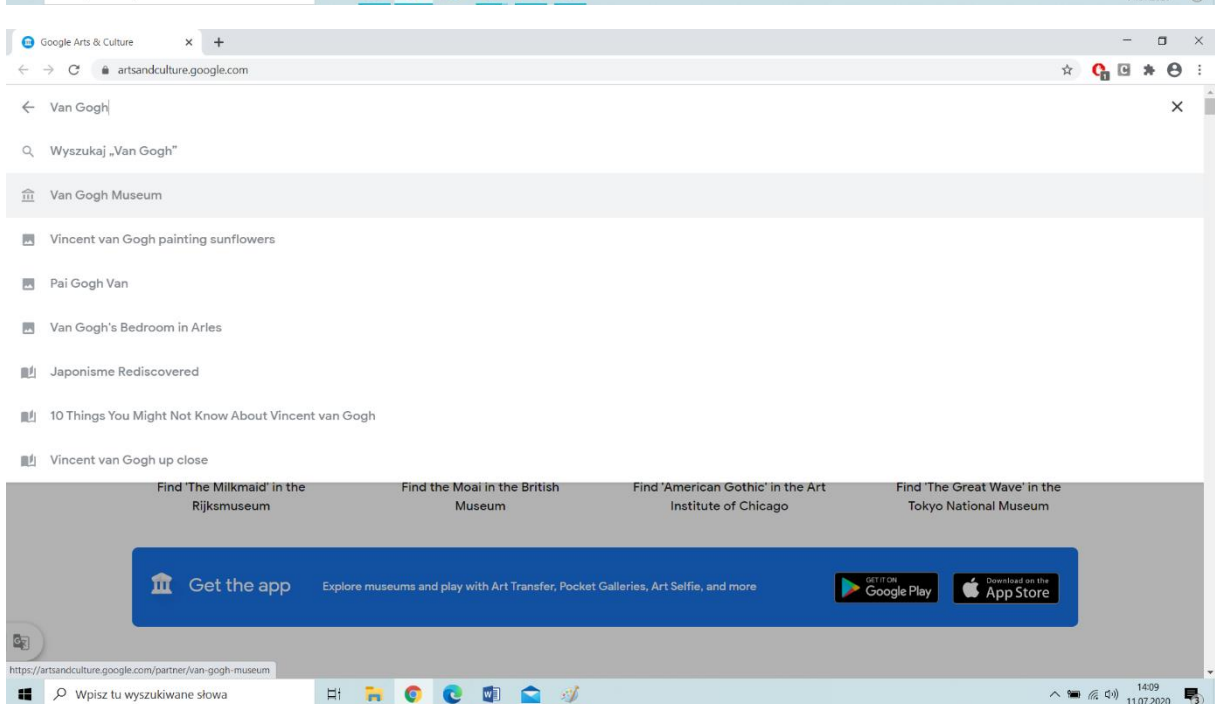 Google Arts & Culture
artsandculture.google.com
Van Gogh
Wyszukaj „Van Gogh”
Van Gogh Museum
Vincent van Gogh painting sunflowers
Pai Gogh Van
Van Gogh's Bedroom in Arles
Japonisme Rediscovered
10 Things You Might Not Know About Vincent van Gogh
Vincent van Gogh up close
Find 'The Milkmaid' in the
Rijksmuseum
Find the Moai in the British
Museum
Find 'American Gothic' in the Art
Institute of Chicago
Find 'The Great Wave' in the
Tokyo National Museum
Get the app
Explore museums and play with Art Transfer, Pocket Galleries, Art Selfie, and more
GET IT ON
Google Play
Download on the
App Store
https://artsandculture.google.com/partner/van-gogh-museum
Wpisz tu wyszukiwane słowa
14:09
11.07.2020
3